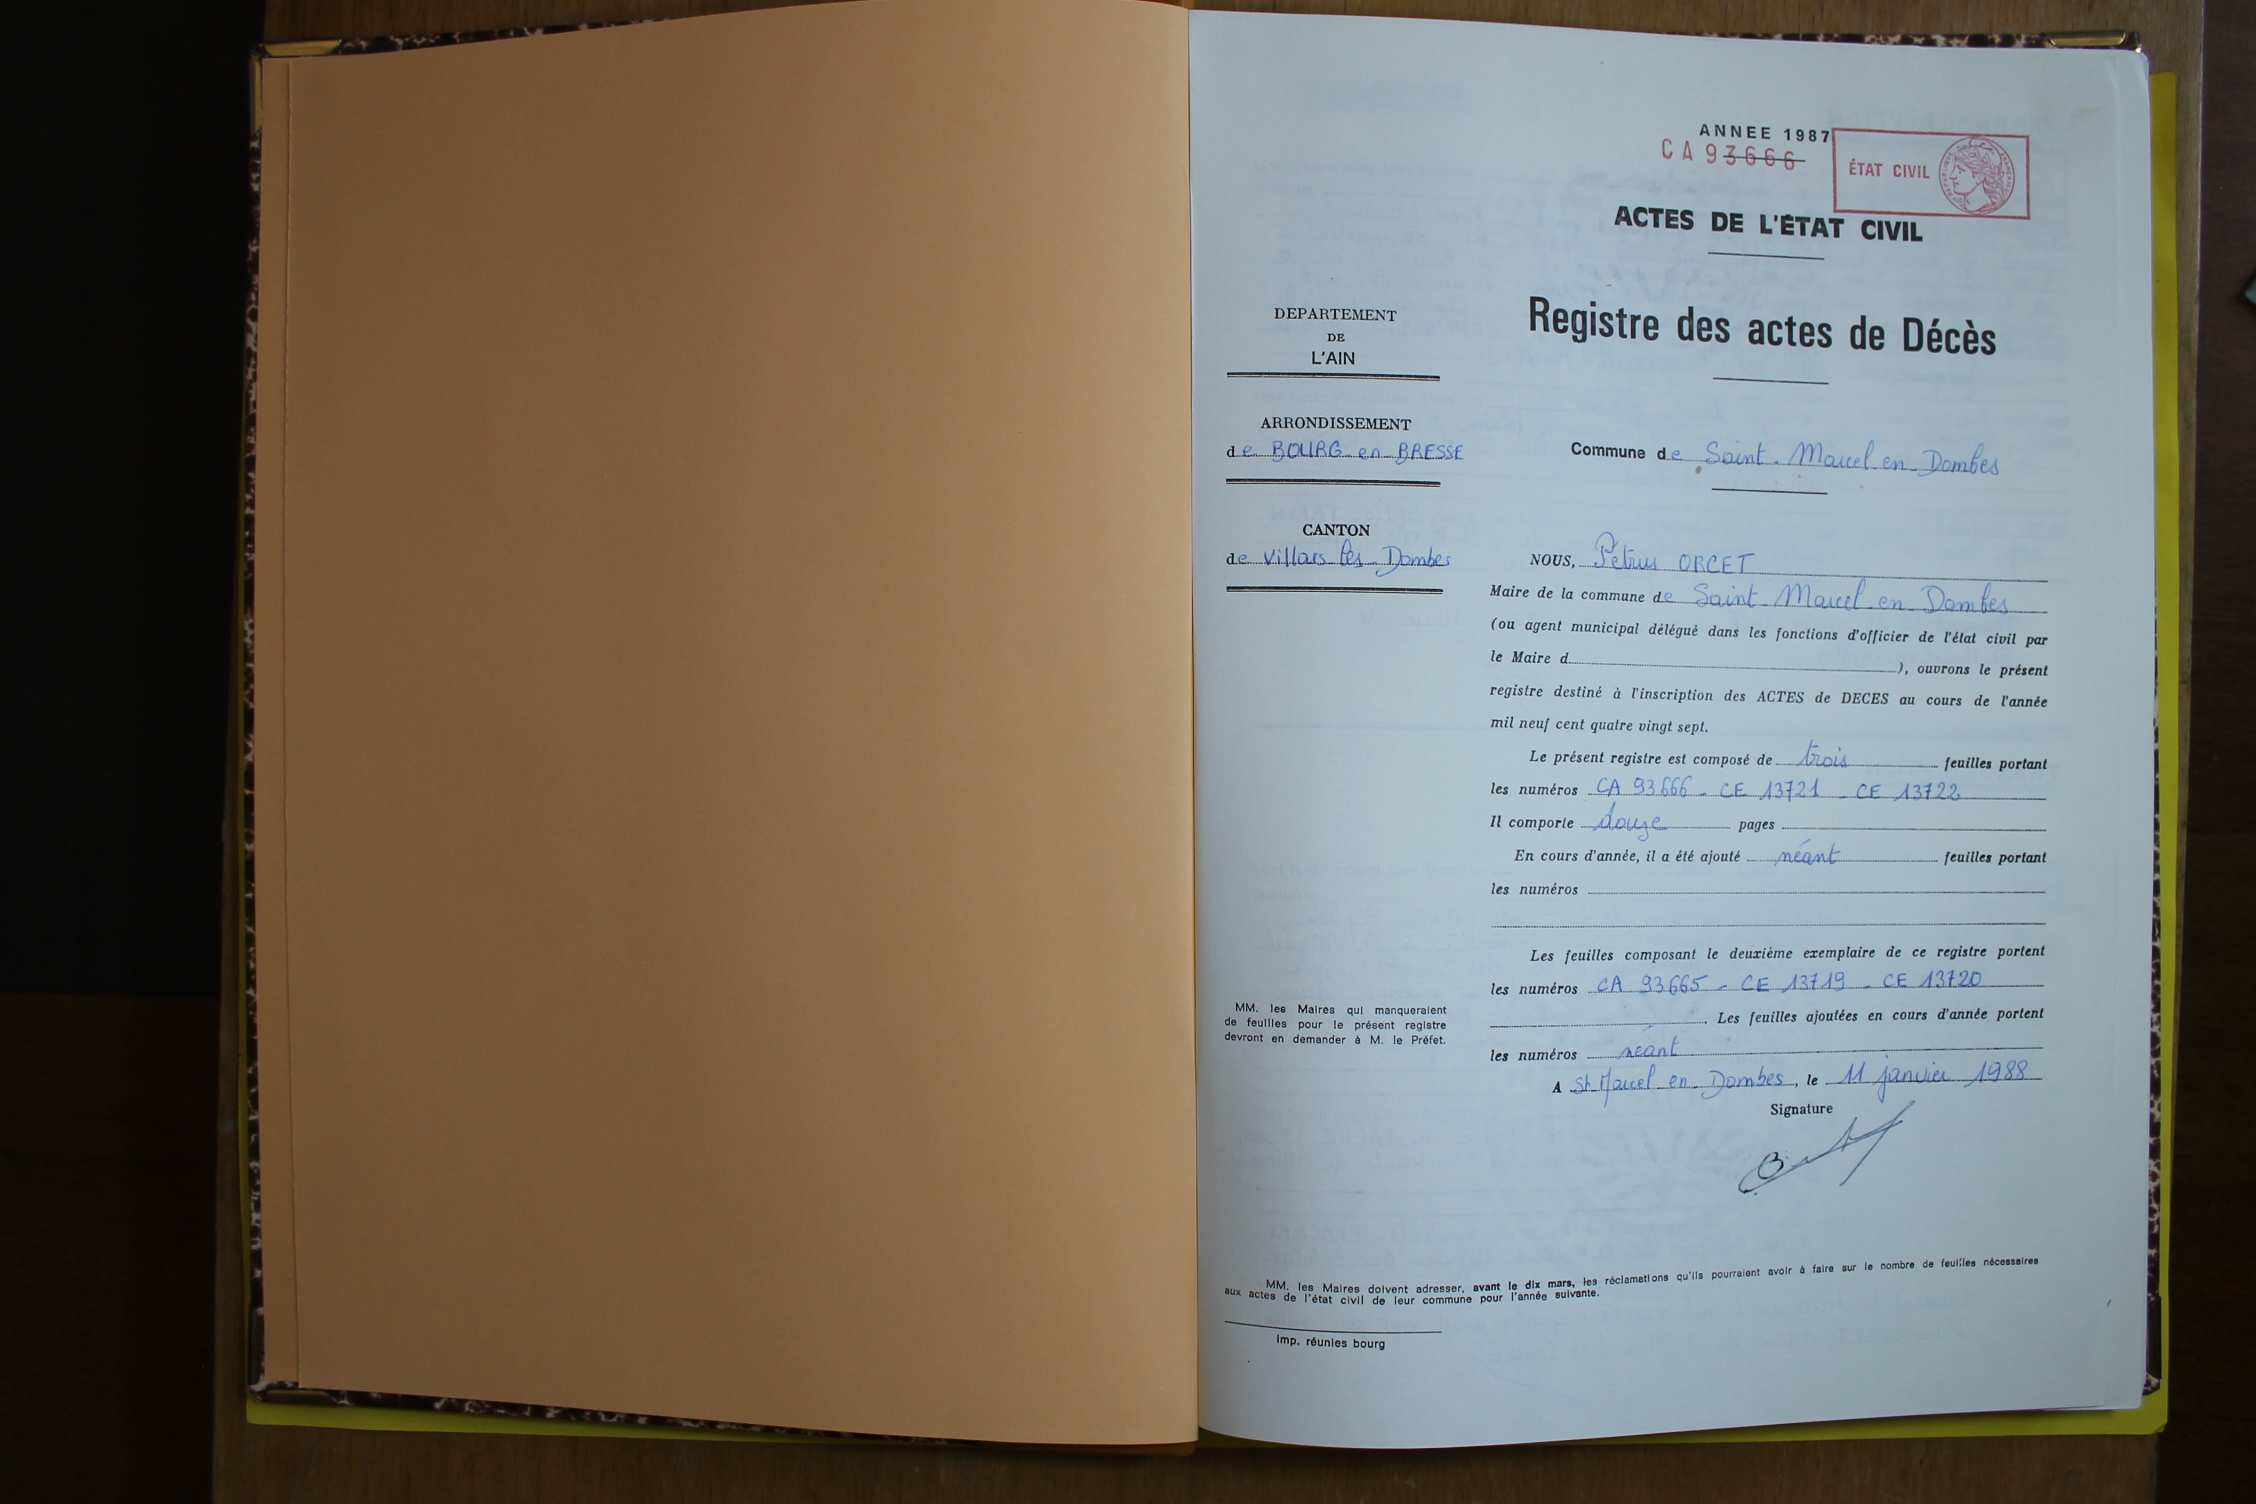 ANNEE 1987
CA 93666
ÉTAT CIVIL
ACTES DE L'ÉTAT CIVIL
Registre des actes de Décès
DEPARTEMENT
DE
L'AIN
ARRONDISSEMENT
de BOURG en BRESSE
CANTON
de Villars les Dombes
Commune de Saint. Marcel en Dombes
NOUS, Pétrus ORCET
Maire de la commune de Saint Marcel en Dombes
(ou agent municipal délégué dans les fonctions d'officier de l'état civil par
le Maire d), ouvrons le présent
registre destiné à l'inscription des ACTES de DECES au cours de l'année
mil neuf cent quatre vingt sept.
Le présent registre est composé de trois feuilles portant
les numéros CA 93666 - CE 13721 - CE 13722
Il comporte douze pages
En cours d'année, il a été ajouté néant feuilles portant
les numéros
Les feuilles composant le deuxième exemplaire de ce registre portent
les numéros CA 93665 - CE 13719 - CE 13720
. Les feuilles ajoutées en cours d'année portent
les numéros néant
A St Marcel en Dombes, le 11 janvier 1988
Signature
MM. les Maires qui manqueraient
de feuilles pour le présent registre
devront en demander à M. le Préfet.
MM. les Maires doivent adresser, avant le dix mars, les réclamations qu'ils pourraient avoir à faire sur le nombre de feuilles nécessaires
aux actes de l'état civil de leur commune pour l'année suivante.
Imp. réunies bourg